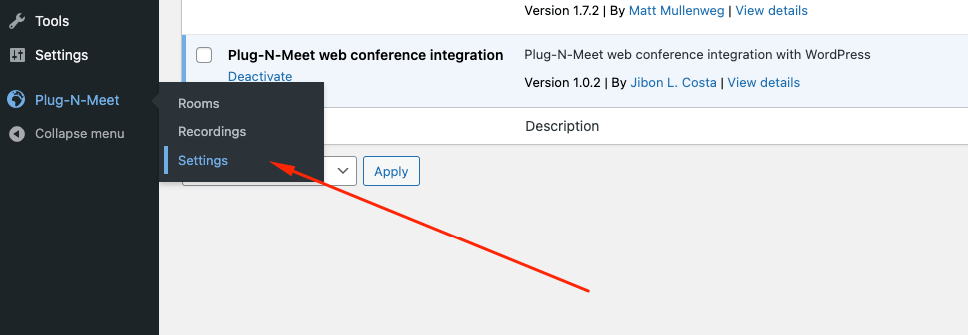 Tools
Settings
Plug-N-Meet
Collapse menu
Rooms
Recordings
Settings
Version 1.7.2 | By Matt Mullenweg | View details
Plug-N-Meet web conference integration
Deactivate
Plug-N-Meet web conference integration with WordPress
Version 1.0.2 | By Jibon L. Costa | View details
Description
Apply